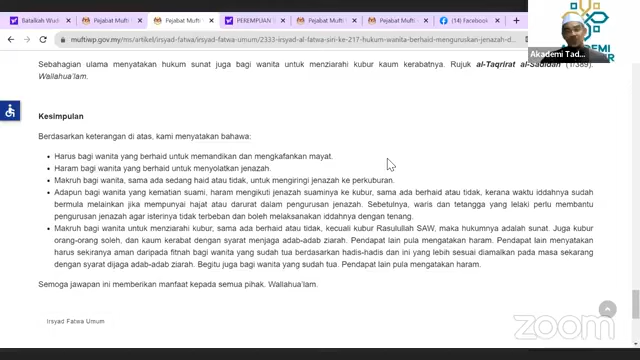 Bataikah Wud
Pejabat Mufti
Pejabat Mufti
PEREMPUAN
Pejabat Mufti
Pejabat Mufti
(14) Facebook
muftiwp.gov.my/ms/artikel/irsyad-fatwa/irsyad-fatwa-umum/2333-irsyad-al-fatwa-siri-ke-217-hukum-wanita-berhaid-menguruskan-jenazah-d...
Akademi Tad...
Sebahagian ulama menyatakan hukum sunat juga bagi wanita untuk menziarahi kubur kaum kerabatnya. Rujuk al-Taqrirat al-Sadidah (1/389).
Wallahua'lam.
Kesimpulan
Berdasarkan keterangan di atas, kami menyatakan bahawa:
• Harus bagi wanita yang berhaid untuk memandikan dan mengkafankan mayat.
• Haram bagi wanita yang berhaid untuk menyolatkan jenazah.
• Makruh bagi wanita, sama ada sedang haid atau tidak, untuk mengiringi jenazah ke perkuburan.
• Adapun bagi wanita yang kematian suami, haram mengikuti jenazah suaminya ke kubur, sama ada berhaid atau tidak, kerana waktu iddahnya sudah
bermula melainkan jika mempunyai hajat atau darurat dalam pengurusan jenazah. Sebetulnya, waris dan tetangga yang lelaki perlu membantu
pengurusan jenazah agar isterinya tidak terbeban dan boleh melaksanakan iddahnya dengan tenang.
• Makruh bagi wanita untuk menziarahi kubur, sama ada berhaid atau tidak, kecuali kubur Rasulullah SAW, maka hukumnya adalah sunat. Juga kubur
orang-orang soleh, dan kaum kerabat dengan syarat menjaga adab-adab ziarah. Pendapat lain pula mengatakan haram. Pendapat lain menyatakan
harus sekiranya aman daripada fitnah bagi wanita yang sudah tua berdasarkan hadis-hadis dan ini yang lebih sesuai diamalkan pada masa sekarang
dengan syarat dijaga adab-adab ziarah. Begitu juga bagi wanita yang sudah tua. Pendapat lain pula mengatakan haram.
Semoga jawapan ini memberikan manfaat kepada semua pihak. Wallahua'lam.
Irsyad Fatwa Umum
zoom